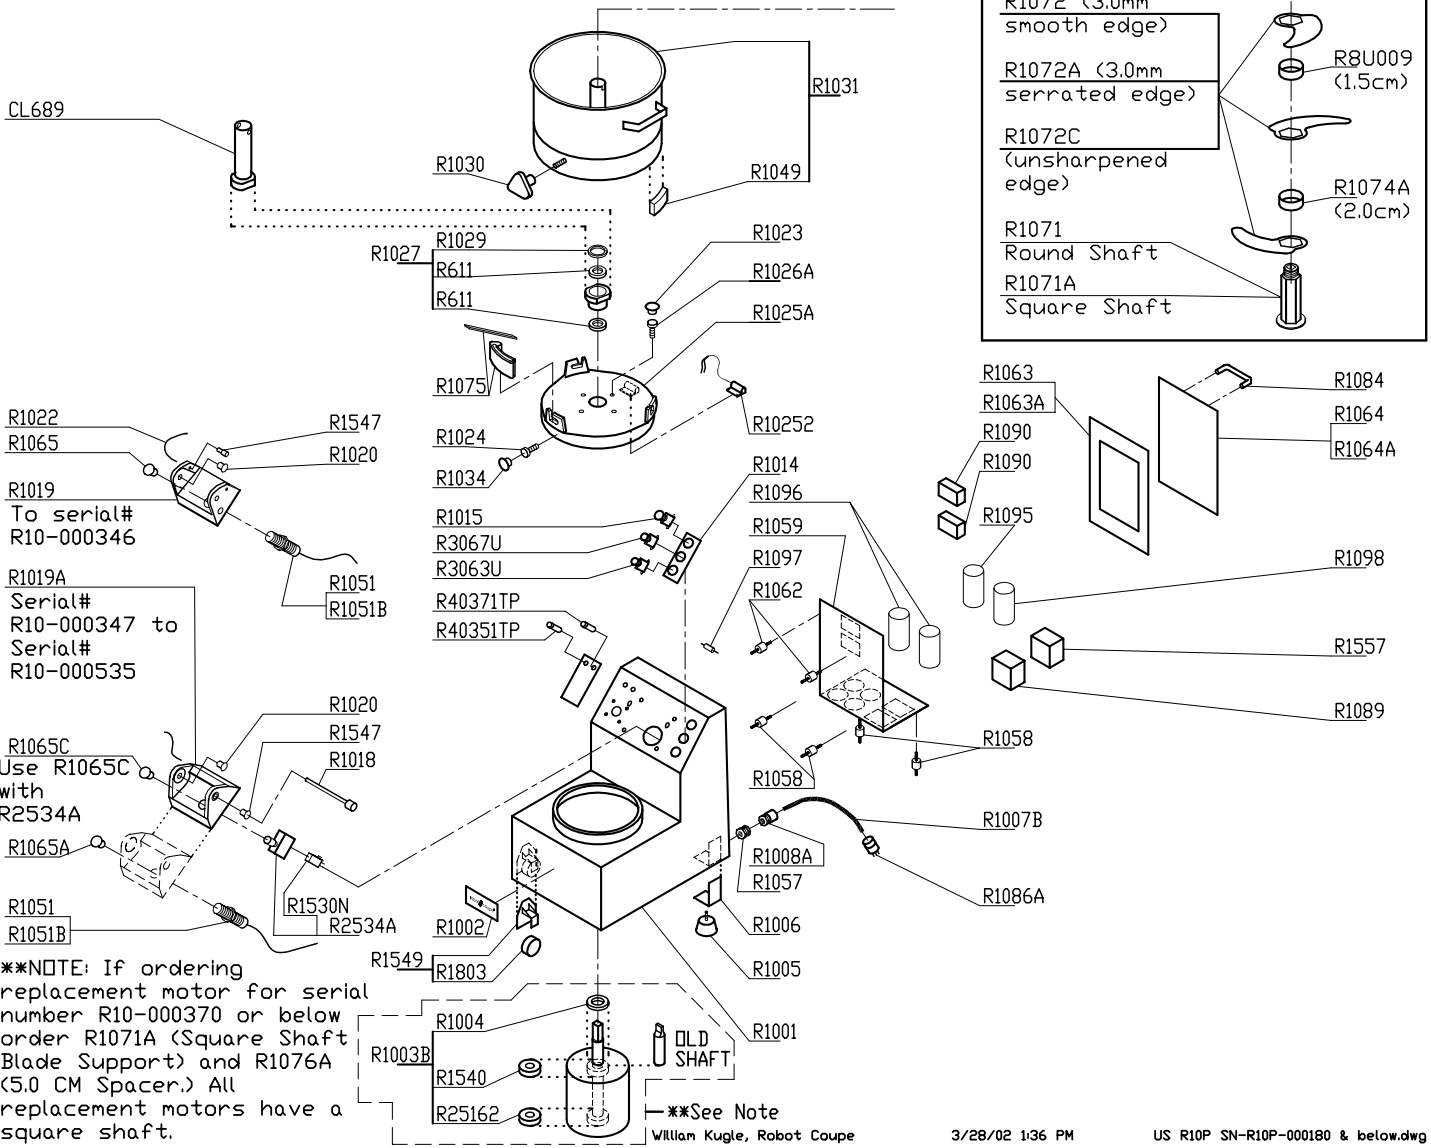 R1072 (3.0mm
smooth edge)
R1072A (3.0mm
serrated edge)
R1072C
(unsharpened
edge)
R1071
Round Shaft
R1071A
Square Shaft
R8U009
(1.5cm)
R1074A
(2.0cm)
R1031
R1049
R1030
CL689
R1027
R1029
R611
R611
R1023
R1026A
R1025A
R1075
R10252
R1024
R1034
R1022
R1065
R1547
R1020
R1019
To serial#
R10-000346
R1051
R1051B
R1014
R1096
R1059
R1097
R1062
R1015
R3067U
R3063U
R40371TP
R40351TP
R1063
R1063A
R1090
R1090
R1095
R1084
R1064
R1064A
R1098
R1557
R1089
R1019A
Serial#
R10-000347 to
Serial#
R10-000535
R1020
R1547
R1018
R1065C
Use R1065C
with
R2534A
R1065A
R1051
R1051B
R1530N
R2534A
R1058
R1058
R1007B
R1008A
R1057
R1086A
R1006
R1005
R1002
R1549
R1803
R1001
**NOTE: If ordering
replacement motor for serial
number R10-000370 or below
order R1071A (Square Shaft
Blade Support) and R1076A
(5.0 CM Spacer.) All
replacement motors have a
square shaft.
R1003B
R1004
R1540
R25162
OLD
SHAFT
**See Note
William Kugle, Robot Coupe
3/28/02 1:36 PM
US R10P SN-R10P-000180 & below.dwg